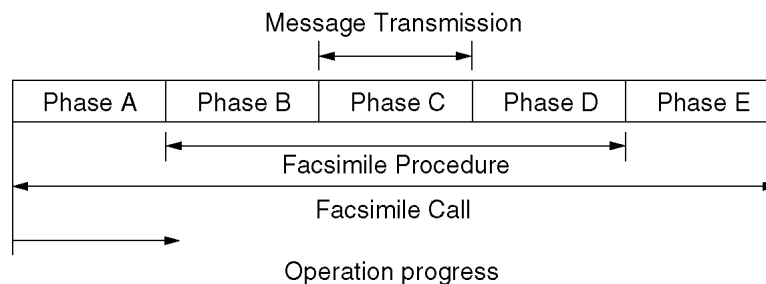 Message Transmission
Phase A Phase B Phase C Phase D Phase E
Facsimile Procedure
Facsimile Call
Operation progress